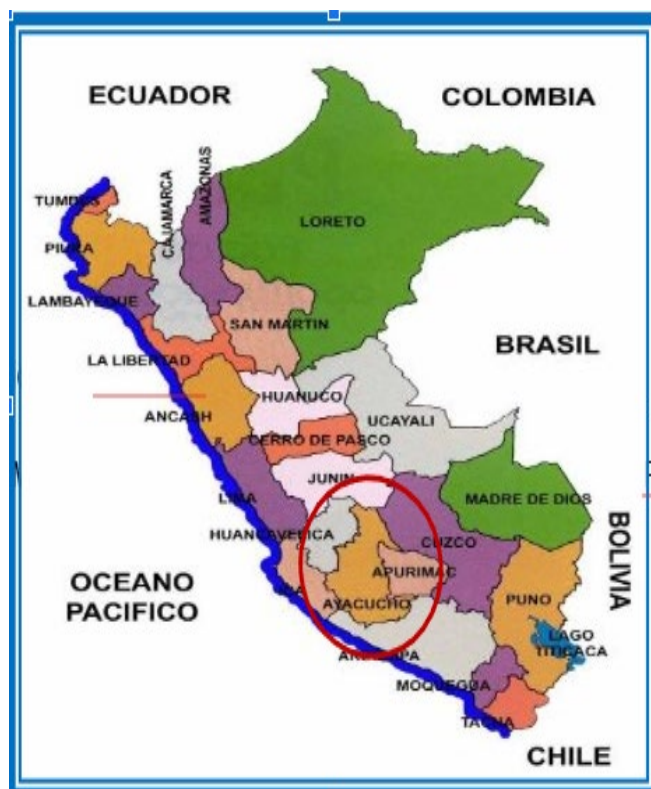 ECUADOR
COLOMBIA
TUMBES
CAJAMARCA
AMAZONAS
LORETO
PIURA
LAMBAYEQUE
SAN MARTIN
BRASIL
LA LIBERTAD
HUANUCO
ANCASH
UCAYALI
CERRO DE PASCO
JUNIN
LIMA
MADRE DE DIOS
HUANCAVELICA
CUZCO
BOLIVIA
APURIMAC
OCEANO
PACIFICO
ICA
AYACUCHO
PUNO
LAGO
TITICACA
AREQUIPA
MOQUEGUA
TACNA
CHILE